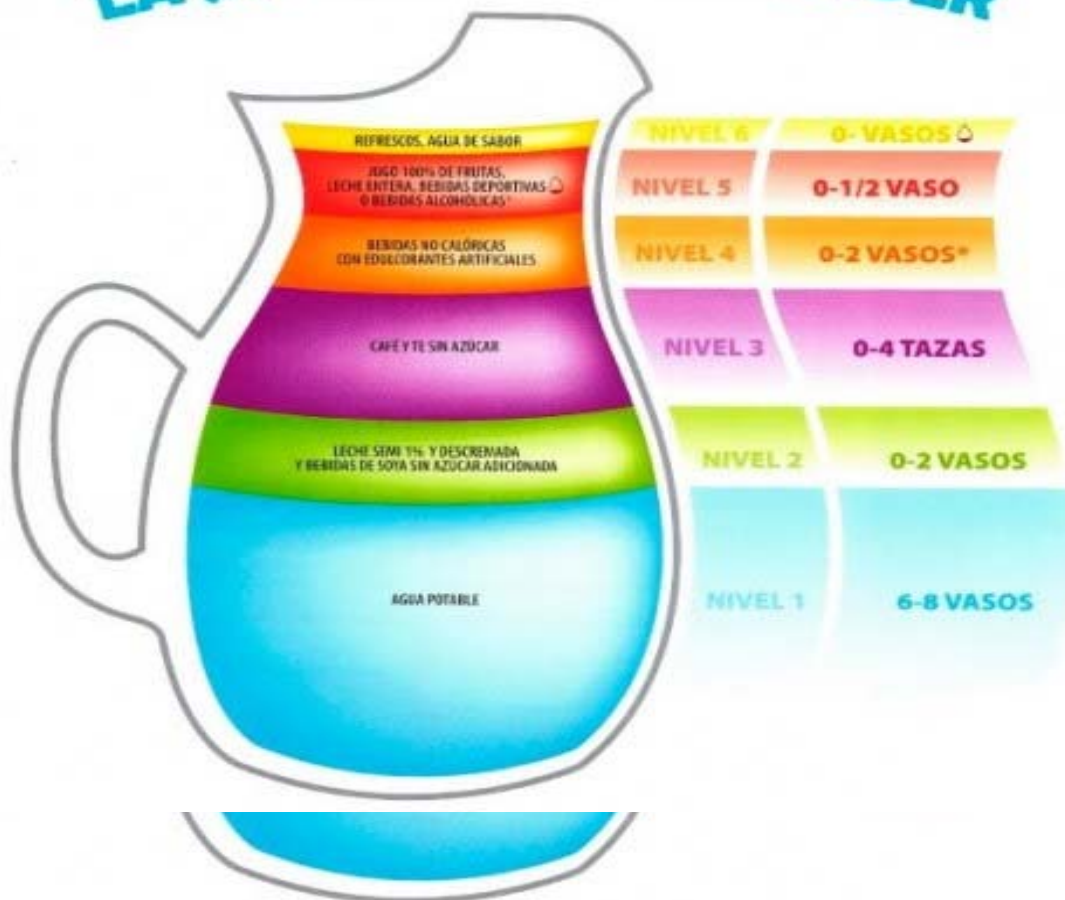 REFRESCOS, AGUA DE SABOR
NIVEL 6
0- VASOS
JUGO 100% DE FRUTAS,
LECHE ENTERA, BEBIDAS DEPORTIVAS
O BEBIDAS ALCOHÓLICAS*
NIVEL 5
0-1/2 VASO
BEBIDAS NO CALÓRICAS
CON EDULCORANTES ARTIFICIALES
NIVEL 4
0-2 VASOS*
CAFÉ Y TE SIN AZÚCAR
NIVEL 3
0-4 TAZAS
LECHE SEMI 1% Y DESCREMADA
Y BEBIDAS DE SOYA SIN AZÚCAR ADICIONADA
NIVEL 2
0-2 VASOS
AGUA POTABLE
NIVEL 1
6-8 VASOS